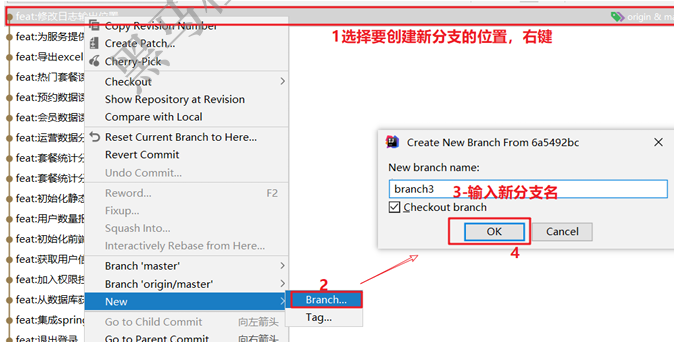 feat:修改日志输出位置
origin & ma
1选择要创建新分支的位置，右键
feat:为服务提供
feat:导出excel
feat:热门套餐
feat:预约数据
feat:会员数据
feat:运营数据分
feat:套餐统计分
feat:套餐统计分
feat:初始化静态
feat:用户数量报
feat:初始化前端
feat:获取用户信
feat:加入权限控
feat:从数据库获
feat:集成spring
feat:退出登录
Copy Revision Number
Create Patch...
Cherry-Pick
Checkout
Show Repository at Revision
Compare with Local
Reset Current Branch to Here...
Revert Commit
Undo Commit...
Reword... F2
Fixup...
Squash Into...
Interactively Rebase from Here...
Branch 'master'
Branch 'origin/master'
New
Go to Child Commit 向左箭头
Go to Parent Commit 向右箭头
2
Branch...
Tag...
Create New Branch From 6a5492bc
New branch name:
branch3
3-输入新分支名
Checkout branch
OK Cancel
4
黑马